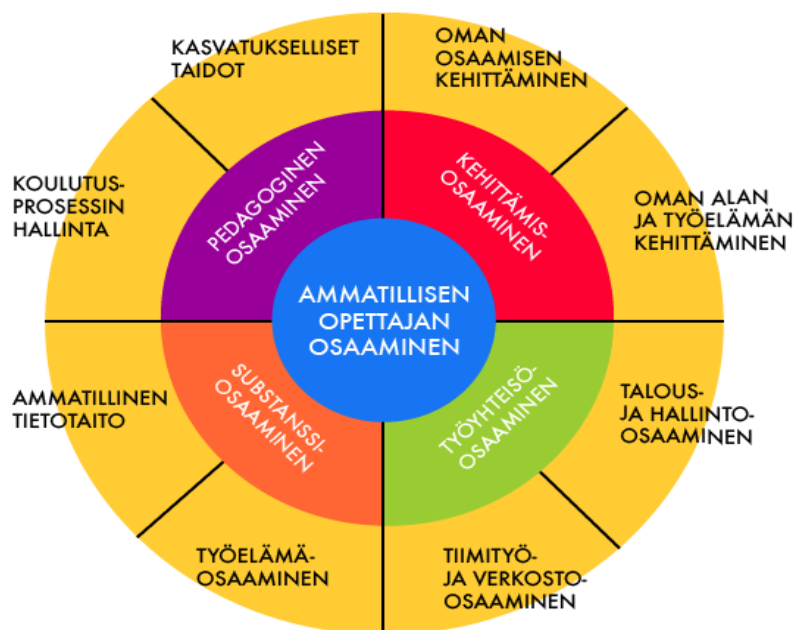 KASVATUKSELLISET
TAIDOT
OMAN
OSAAMISEN
KEHITTÄMINEN
KOULUTUS-
PROSESSIN
HALLINTA
PEDAGOGINEN
OSAAMINEN
KEHITTÄMIS-
OSAAMINEN
OMAN ALAN
JA TYÖELÄMÄN
KEHITTÄMINEN
AMMATILLISEN
OPETTAJAN
OSAAMINEN
AMMATILLINEN
TIETOTAITO
SUBSTANSSI-
OSAAMINEN
TYÖYHTEISÖ-
OSAAMINEN
TALOUS-
JA HALLINTO-
OSAAMINEN
TYÖELÄMÄ-
OSAAMINEN
TIIMITYÖ-
JA VERKOSTO-
OSAAMINEN